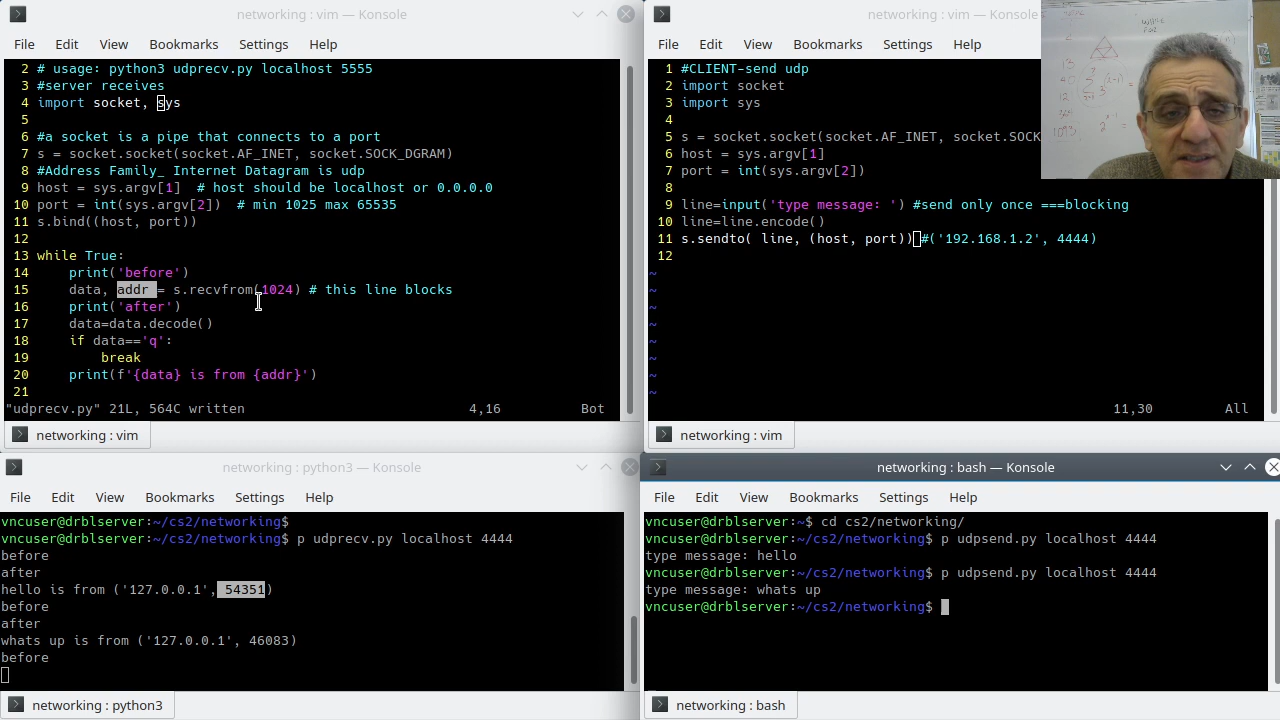 networking : vim — Konsole
File Edit View Bookmarks Settings Help
2 # usage: python3 udprecv.py localhost 5555
3 #server receives
4 import socket, sys
5
6 #a socket is a pipe that connects to a port
7 s = socket.socket(socket.AF_INET, socket.SOCK_DGRAM)
8 #Address Family_ Internet Datagram is udp
9 host = sys.argv[1]  # host should be localhost or 0.0.0.0
10 port = int(sys.argv[2])  # min 1025 max 65535
11 s.bind((host, port))
12
13 while True:
14     print('before')
15     data, addr = s.recvfrom(1024) # this line blocks
16     print('after')
17     data=data.decode()
18     if data=='q':
19         break
20     print(f'{data} is from {addr}')
21
"udprecv.py" 21L, 564C written 4,16 Bot
networking : vim
networking : vim — Konsole
File Edit View Bookmarks Settings Help
1 #CLIENT-send udp
2 import socket
3 import sys
4
5 s = socket.socket(socket.AF_INET, socket.SOCK
6 host = sys.argv[1]
7 port = int(sys.argv[2])
8
9 line=input('type message: ') #send only once ===blocking
10 line=line.encode()
11 s.sendto( line, (host, port)) #('192.168.1.2', 4444)
12
~
~
~
~
~
~
~
~
11,30 All
networking : vim
networking : python3 — Konsole
File Edit View Bookmarks Settings Help
vncuser@drblserver:~/cs2/networking$
vncuser@drblserver:~/cs2/networking$ p udprecv.py localhost 4444
before
after
hello is from ('127.0.0.1', 54351)
before
after
whats up is from ('127.0.0.1', 46083)
before
networking : python3
networking : bash — Konsole
File Edit View Bookmarks Settings Help
vncuser@drblserver:~$ cd cs2/networking/
vncuser@drblserver:~/cs2/networking$ p udpsend.py localhost 4444
type message: hello
vncuser@drblserver:~/cs2/networking$ p udpsend.py localhost 4444
type message: whats up
vncuser@drblserver:~/cs2/networking$
networking : bash